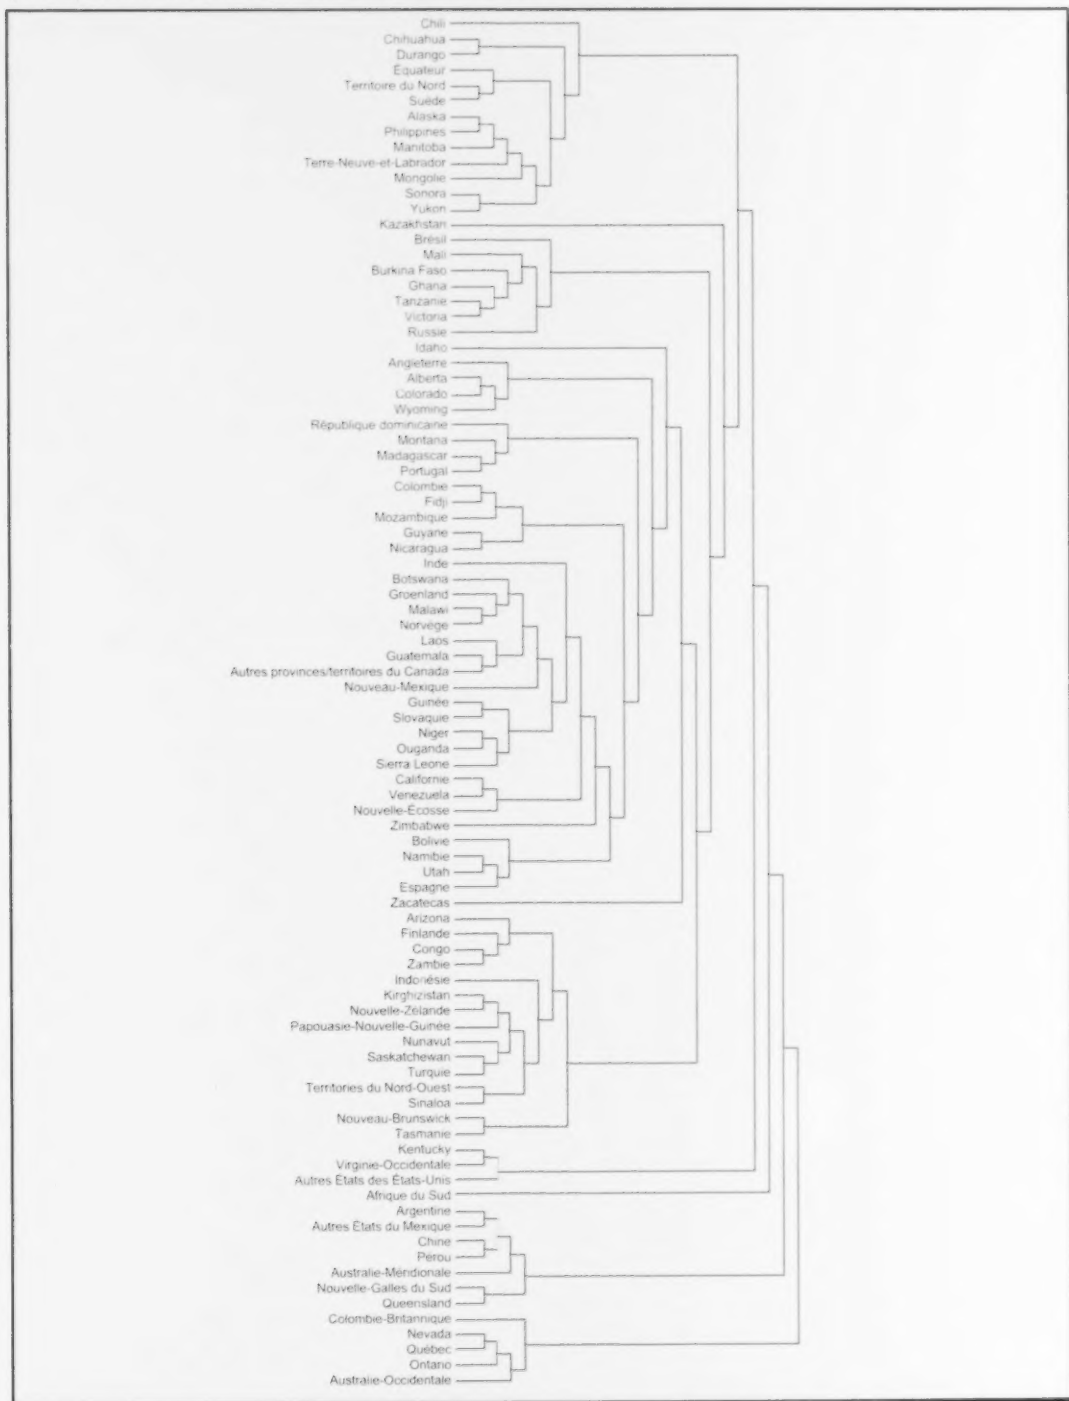 Chili
Chihuahua
Durango
Équateur
Territoire du Nord
Suède
Alaska
Philippines
Manitoba
Terre-Neuve-et-Labrador
Mongolie
Sonora
Yukon
Kazakhstan
Brésil
Mali
Burkina Faso
Ghana
Tanzanie
Victoria
Russie
Idaho
Angleterre
Alberta
Colorado
Wyoming
République dominicaine
Montana
Madagascar
Portugal
Colombie
Fidji
Mozambique
Guyane
Nicaragua
Inde
Botswana
Groenland
Malawi
Norvège
Laos
Guatemala
Autres provinces/territoires du Canada
Nouveau-Mexique
Guinée
Slovaquie
Niger
Ouganda
Sierra Leone
Californie
Venezuela
Nouvelle-Écosse
Zimbabwe
Bolivie
Namibie
Utah
Espagne
Zacatecas
Arizona
Finlande
Congo
Zambie
Indonésie
Kirghizistan
Nouvelle-Zélande
Papouasie-Nouvelle-Guinée
Nunavut
Saskatchewan
Turquie
Territories du Nord-Ouest
Sinaloa
Nouveau-Brunswick
Tasmanie
Kentucky
Virginie-Occidentale
Autres États des États-Unis
Afrique du Sud
Argentine
Autres États du Mexique
Chine
Pérou
Australie-Méridionale
Nouvelle-Galles du Sud
Queensland
Colombie-Britannique
Nevada
Québec
Ontario
Australie-Occidentale